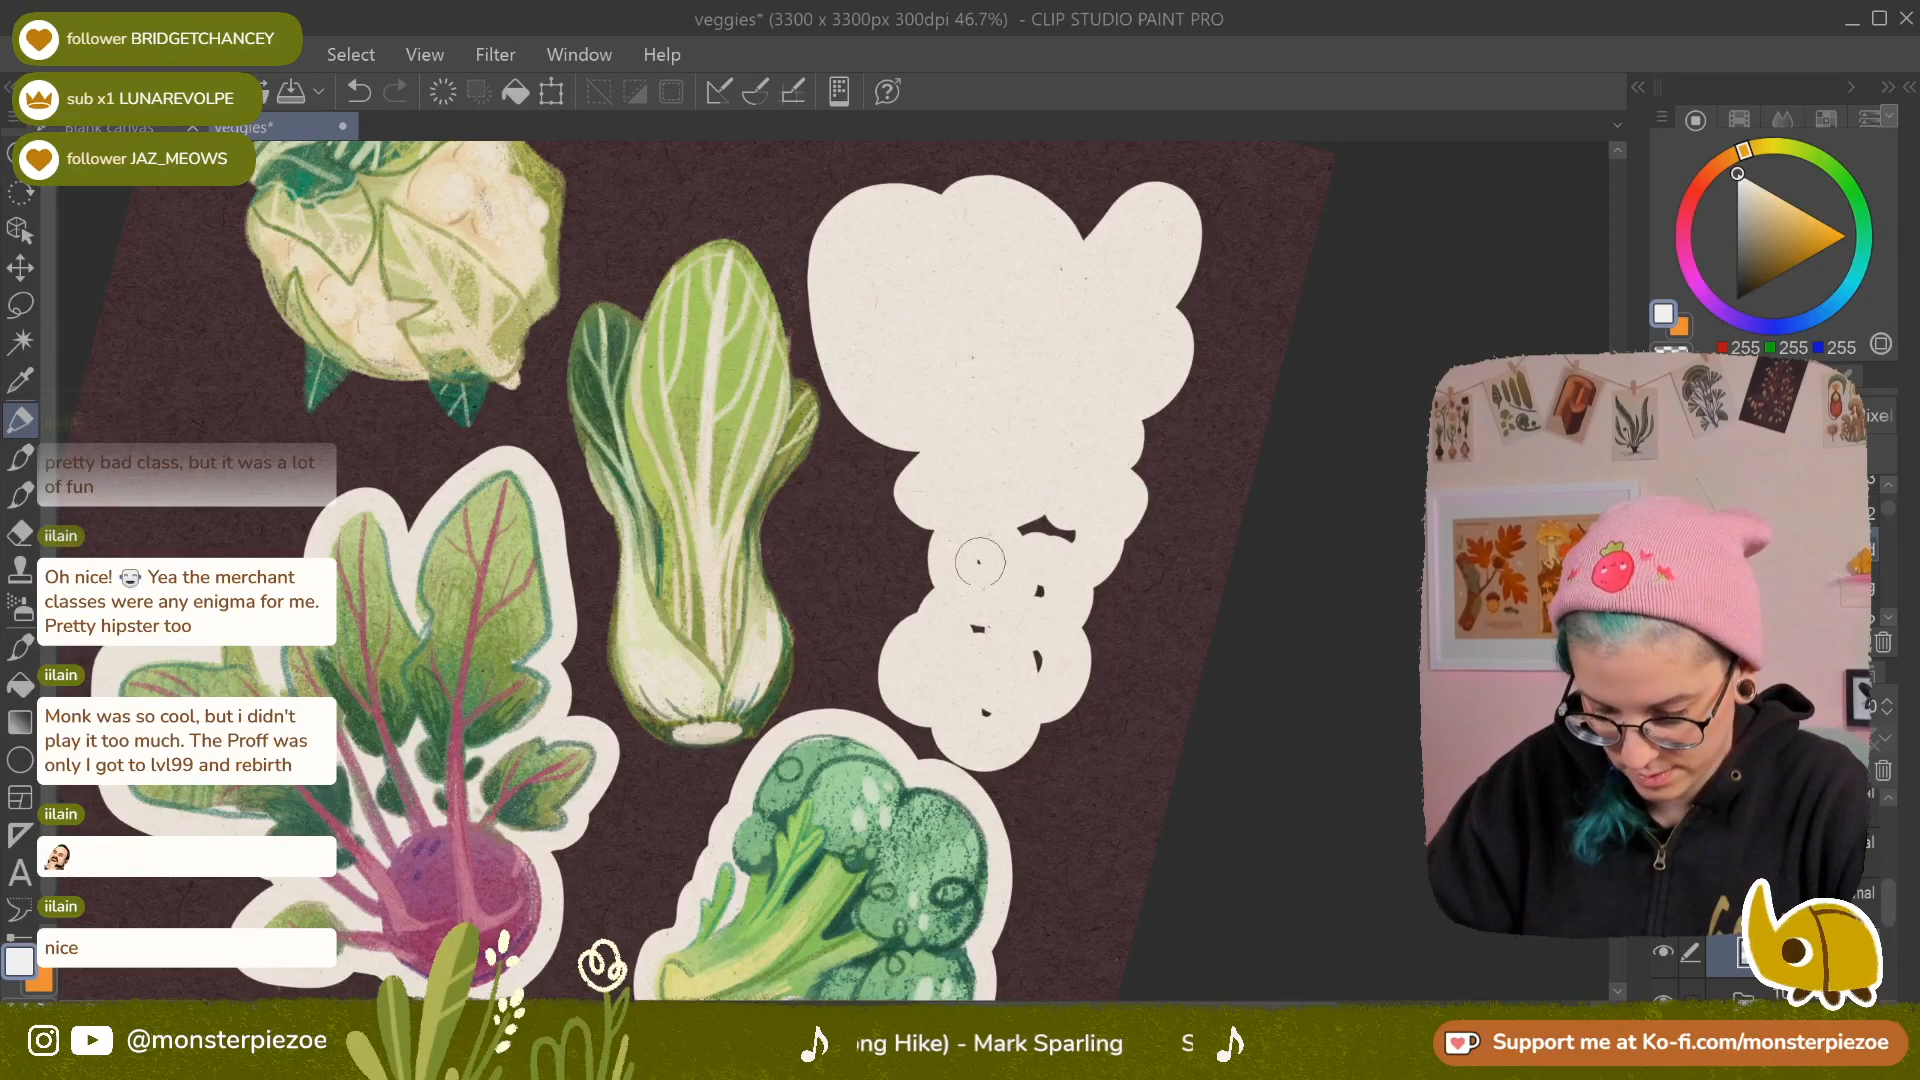 veggies* (3300 x 3300px 300dpi 46.7%) - CLIP STUDIO PAINT PRO
follower BRIDGETCHANCEY
Select View Filter Window Help
sub x1 LUNAREVOLPE
Blank canvas veggies*
follower JAZ_MEOWS
255 255 255
pretty bad class, but it was a lot
of fun
iilain
Oh nice! Yea the merchant
classes were any enigma for me.
Pretty hipster too
iilain
Monk was so cool, but i didn't
play it too much. The Proff was
only I got to lvl99 and rebirth
iilain
iilain
nice
@monsterpiezoe
ong Hike) - Mark Sparling S
Support me at Ko-fi.com/monsterpiezoe